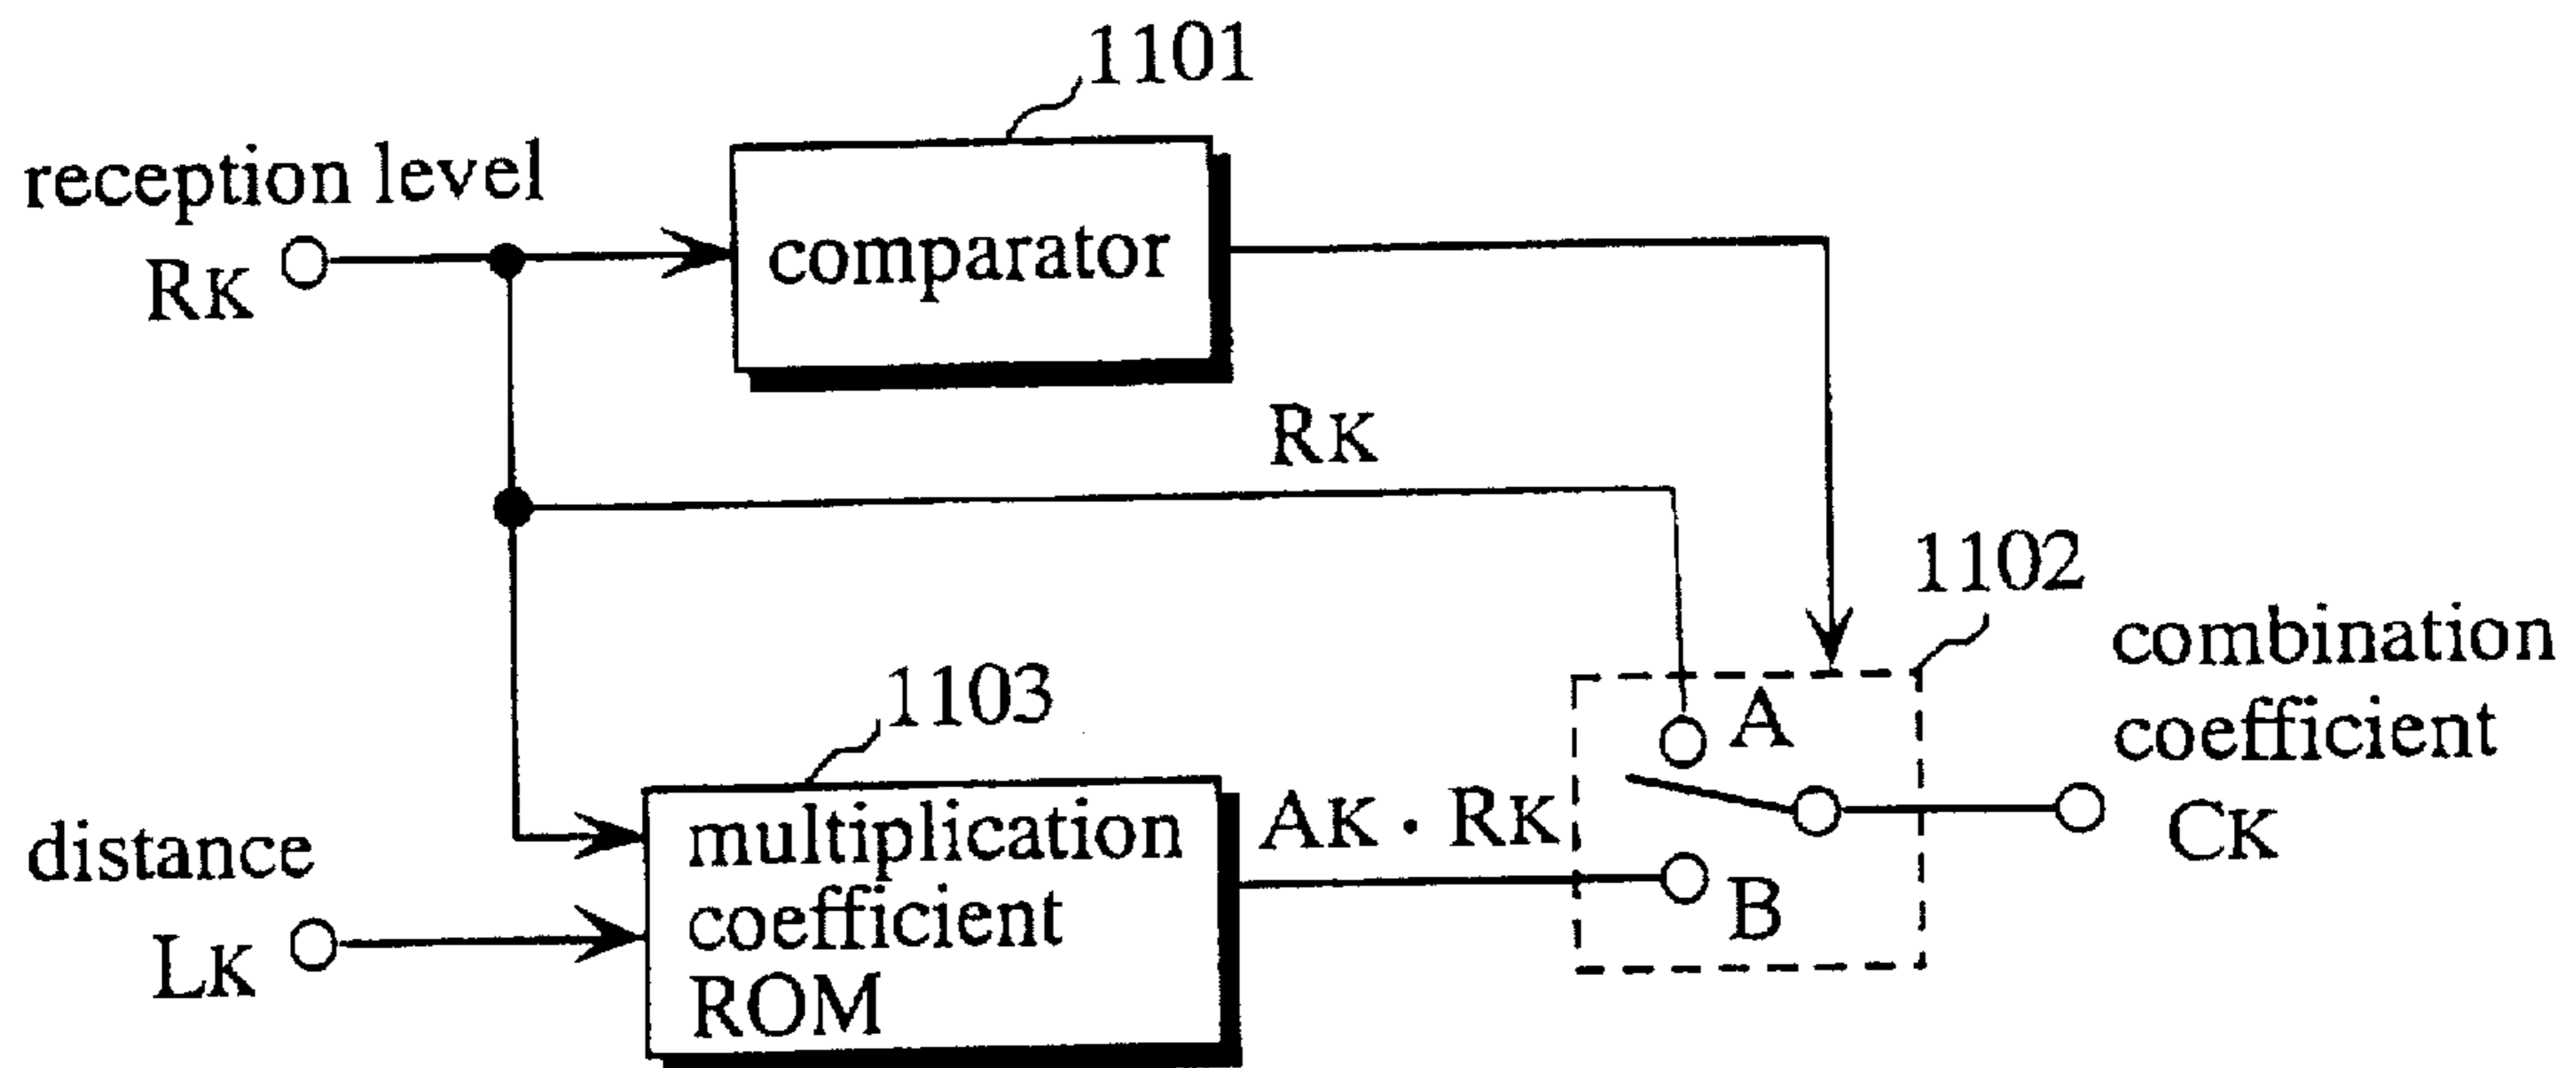 1101
reception level
RK
comparator
RK
1102
combination
coefficient
CK
1103
A
distance
LK
multiplication
coefficient
ROM
AK · RK
B